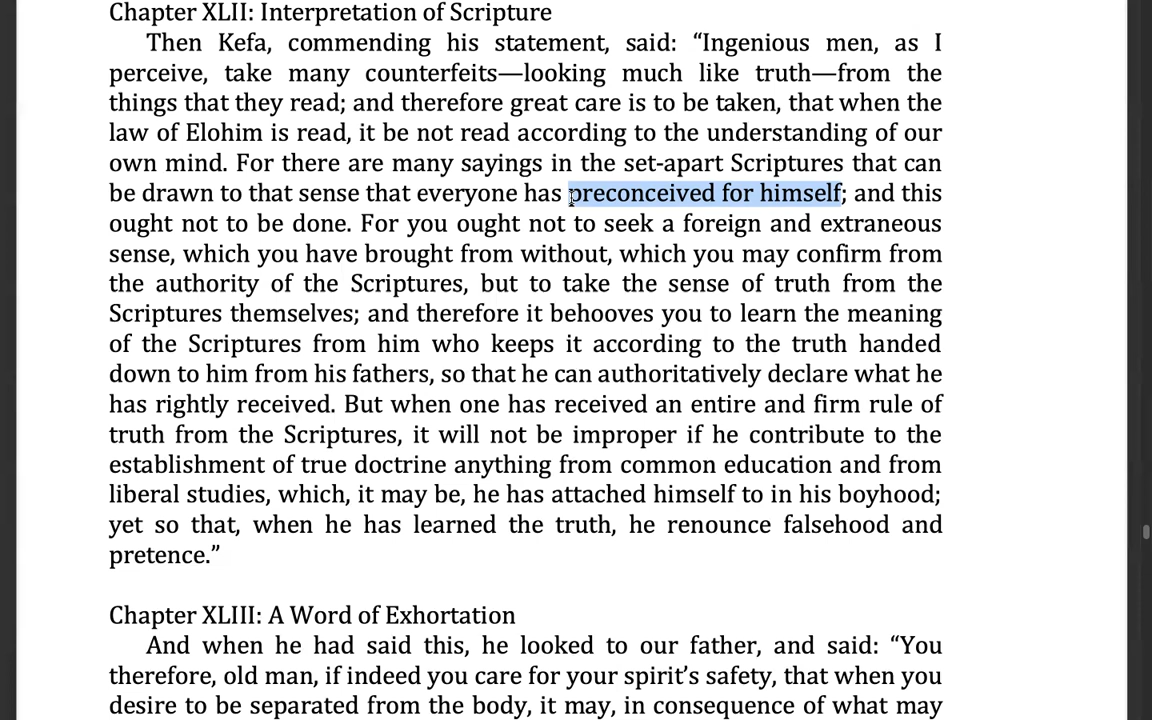 Chapter XLII: Interpretation of Scripture
Then Kefa, commending his statement, said: “Ingenious men, as I
perceive, take many counterfeits—looking much like truth—from the
things that they read; and therefore great care is to be taken, that when the
law of Elohim is read, it be not read according to the understanding of our
own mind. For there are many sayings in the set-apart Scriptures that can
be drawn to that sense that everyone has preconceived for himself; and this
ought not to be done. For you ought not to seek a foreign and extraneous
sense, which you have brought from without, which you may confirm from
the authority of the Scriptures, but to take the sense of truth from the
Scriptures themselves; and therefore it behooves you to learn the meaning
of the Scriptures from him who keeps it according to the truth handed
down to him from his fathers, so that he can authoritatively declare what he
has rightly received. But when one has received an entire and firm rule of
truth from the Scriptures, it will not be improper if he contribute to the
establishment of true doctrine anything from common education and from
liberal studies, which, it may be, he has attached himself to in his boyhood;
yet so that, when he has learned the truth, he renounce falsehood and
pretence.”
Chapter XLIII: A Word of Exhortation
And when he had said this, he looked to our father, and said: “You
therefore, old man, if indeed you care for your spirit’s safety, that when you
desire to be separated from the body, it may, in consequence of what may